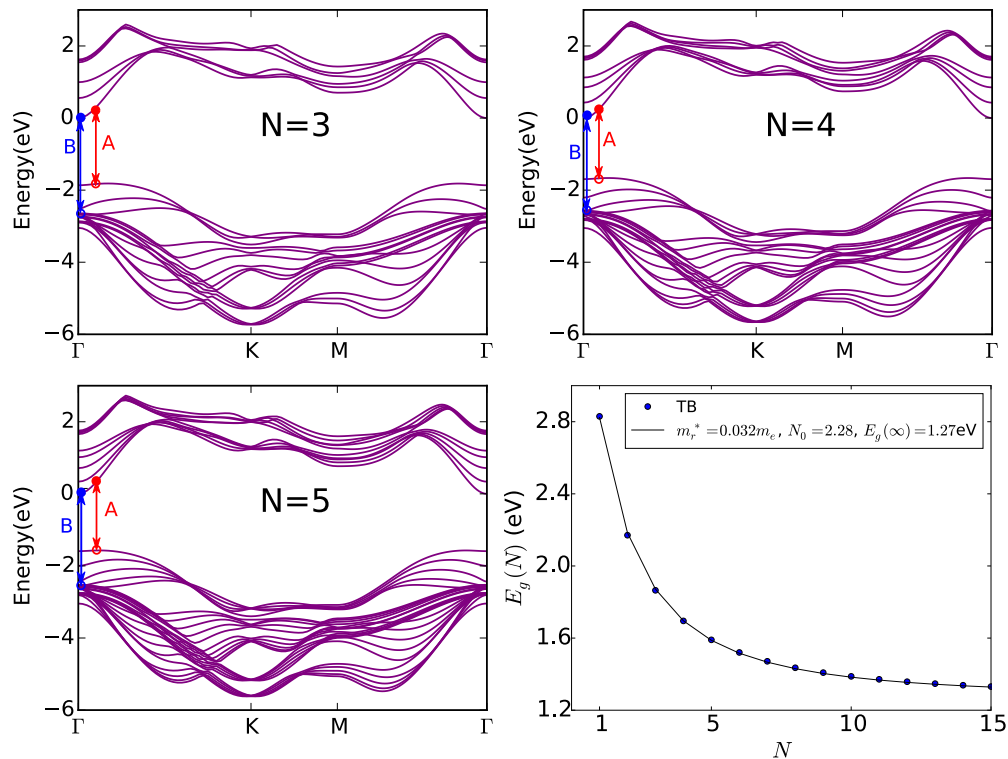 N=3
Energy(eV)
2
0
−2
−4
−6
B
A
Γ
K
M
Γ
N=4
Energy(eV)
2
0
−2
−4
−6
B
A
Γ
K
M
Γ
N=5
Energy(eV)
2
0
−2
−4
−6
B
A
Γ
K
M
Γ
TB
m_r^* =0.032m_e, N_0 =2.28, E_g(∞) =1.27eV
E_g(N) (eV)
2.8
2.4
2.0
1.6
1.2
1
5
10
15
N